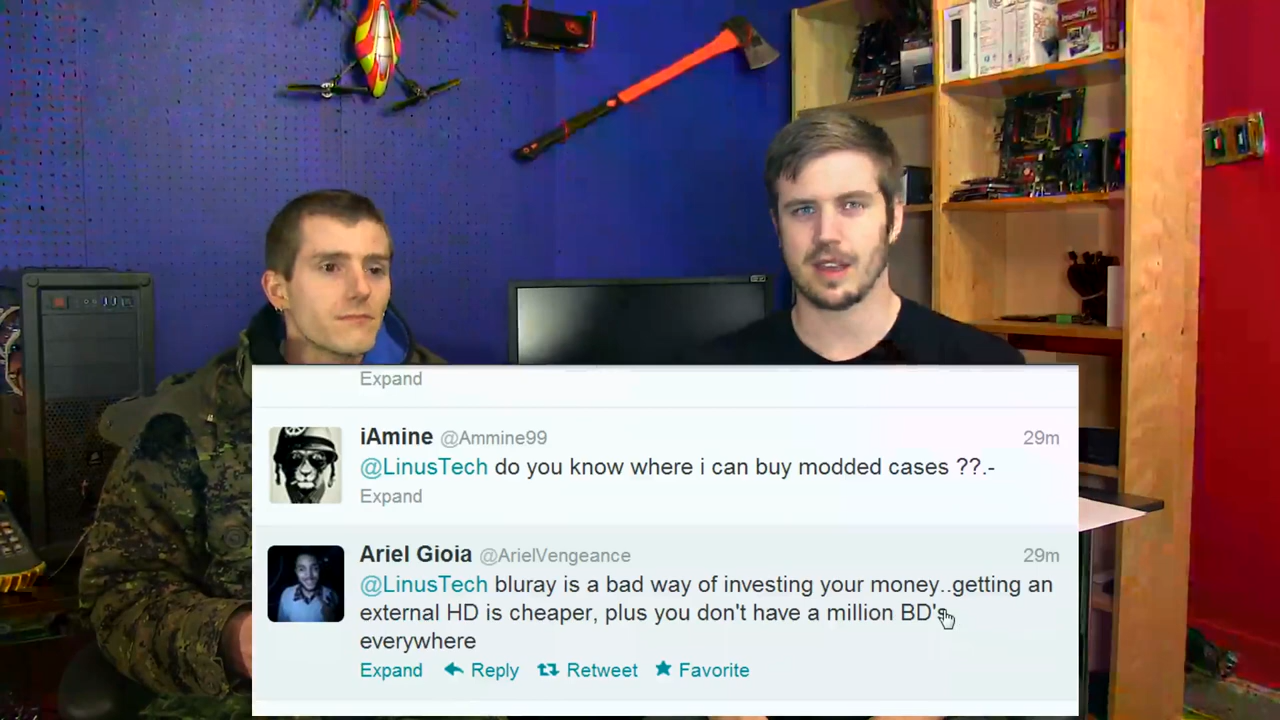 Expand
iAmine @Ammine99 29m
@LinusTech do you know where i can buy modded cases ??.-
Expand
Ariel Gioia @ArielVengeance 29m
@LinusTech bluray is a bad way of investing your money..getting an
external HD is cheaper, plus you don't have a million BD's
everywhere
Expand Reply Retweet Favorite